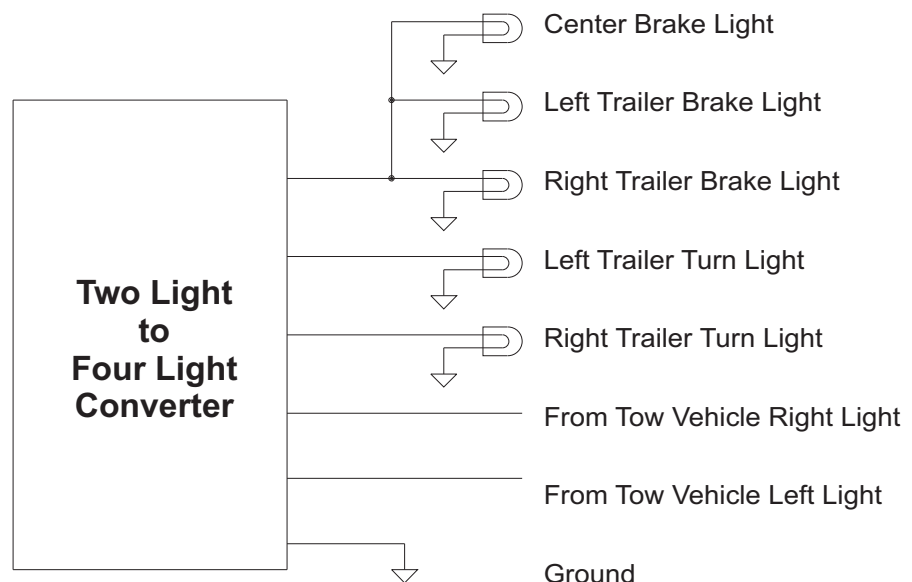 Center Brake Light
Left Trailer Brake Light
Right Trailer Brake Light
Left Trailer Turn Light
Two Light
to
Four Light
Converter
Right Trailer Turn Light
From Tow Vehicle Right Light
From Tow Vehicle Left Light
Ground